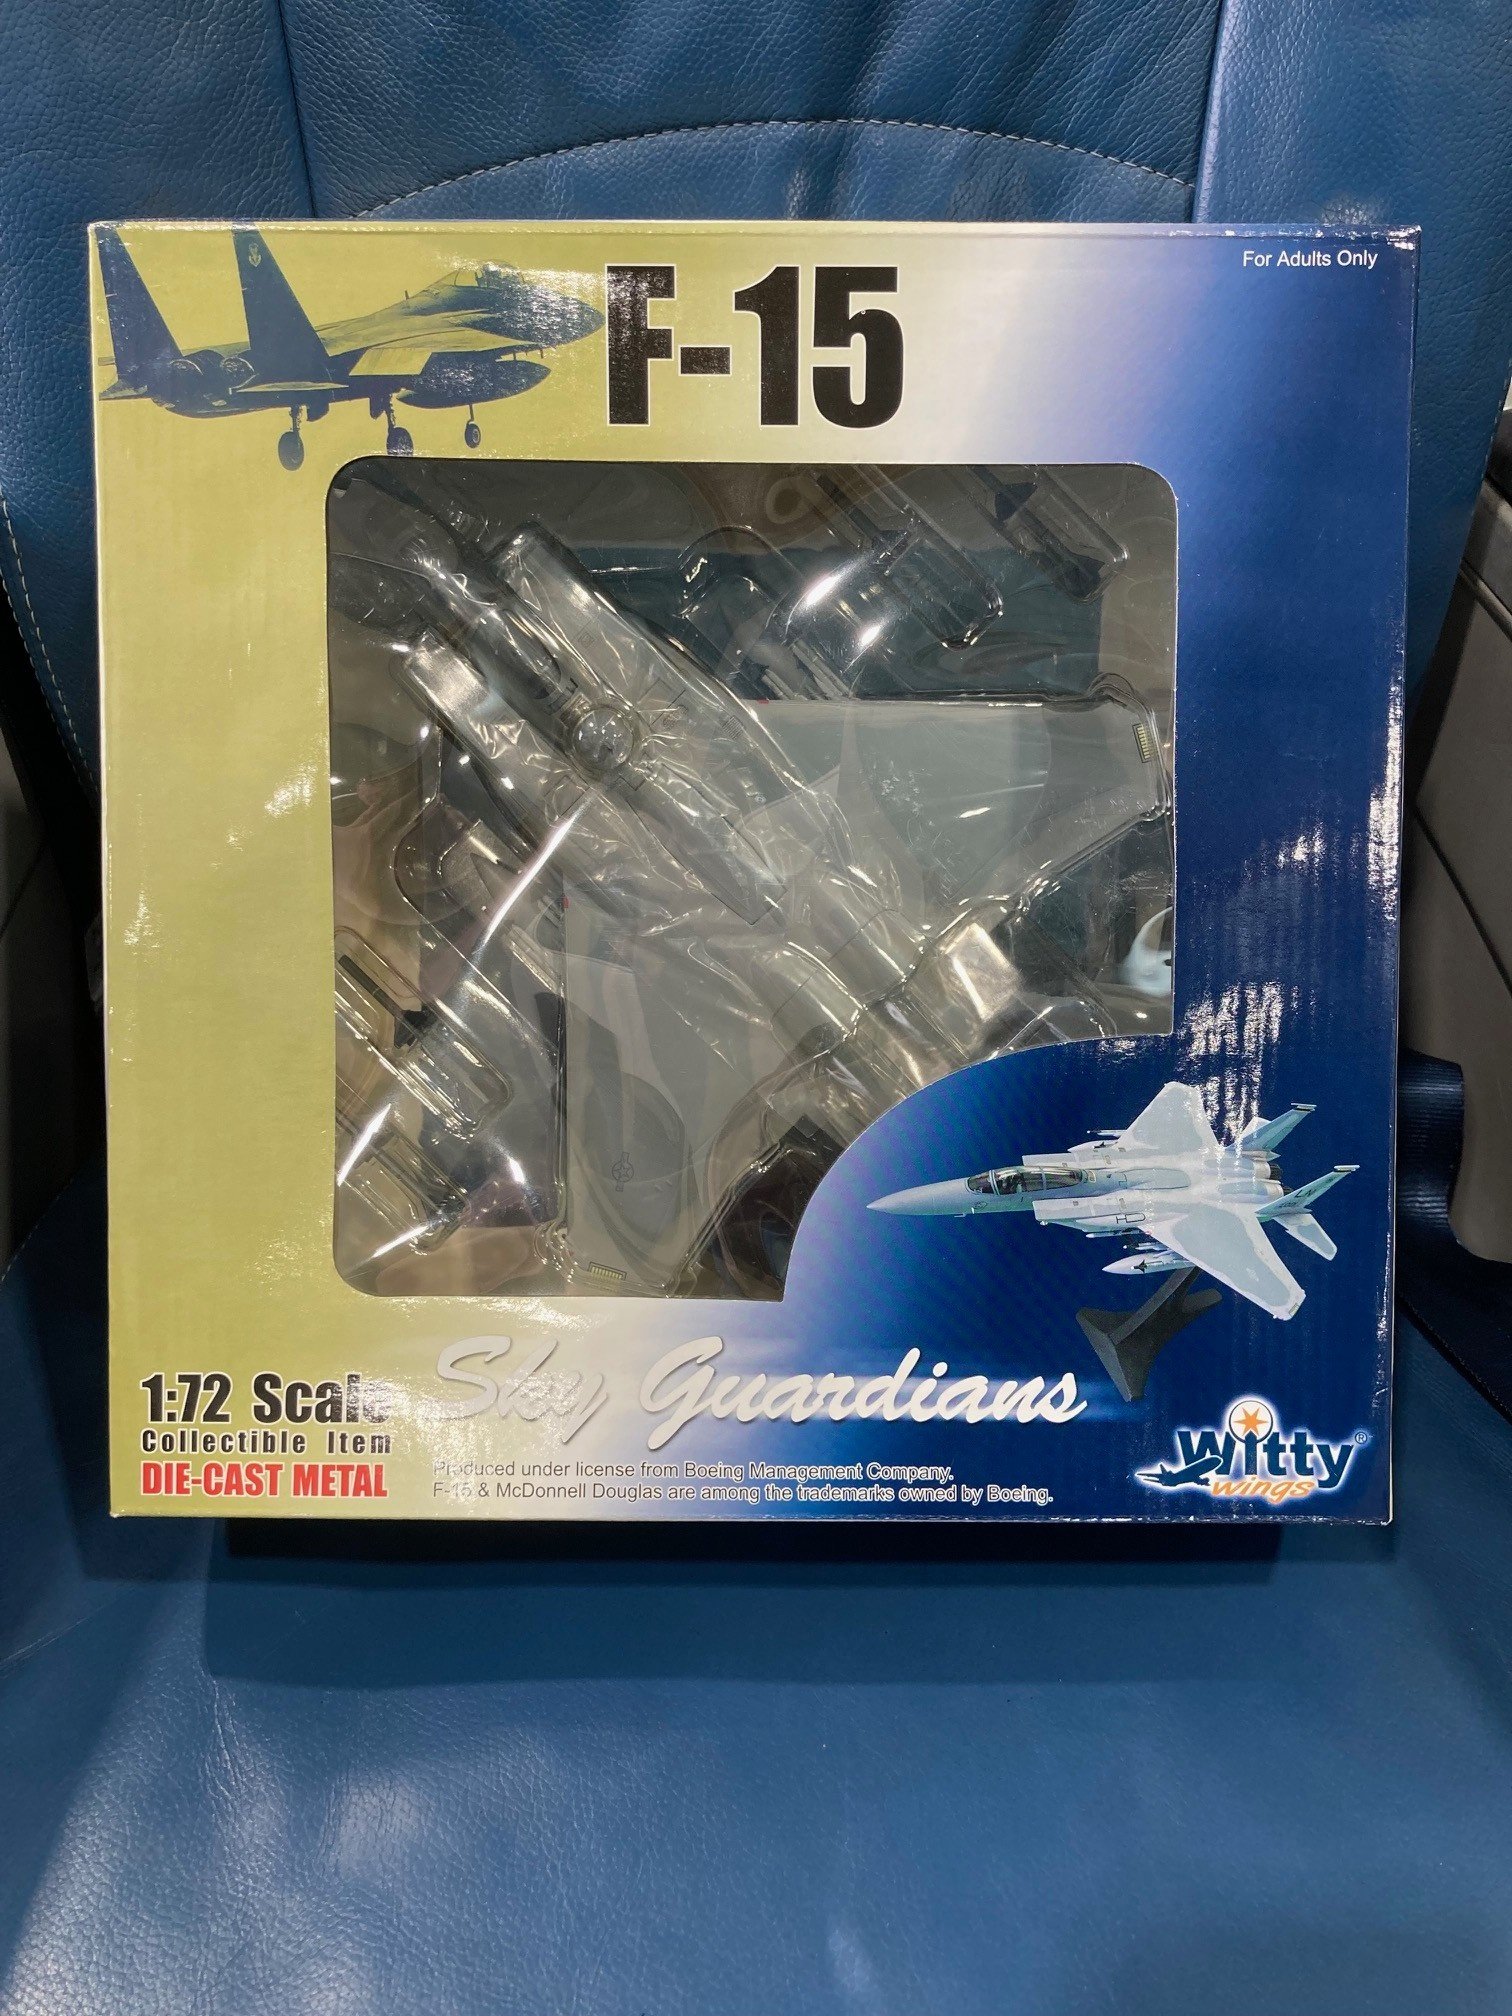 For Adults Only
F-15
1:72 Scale
Collectible Item
DIE-CAST METAL
Sky Guardians
Produced under license from Boeing Management Company.
F-15 & McDonnell Douglas are among the trademarks owned by Boeing.
Witty®
wings
LN